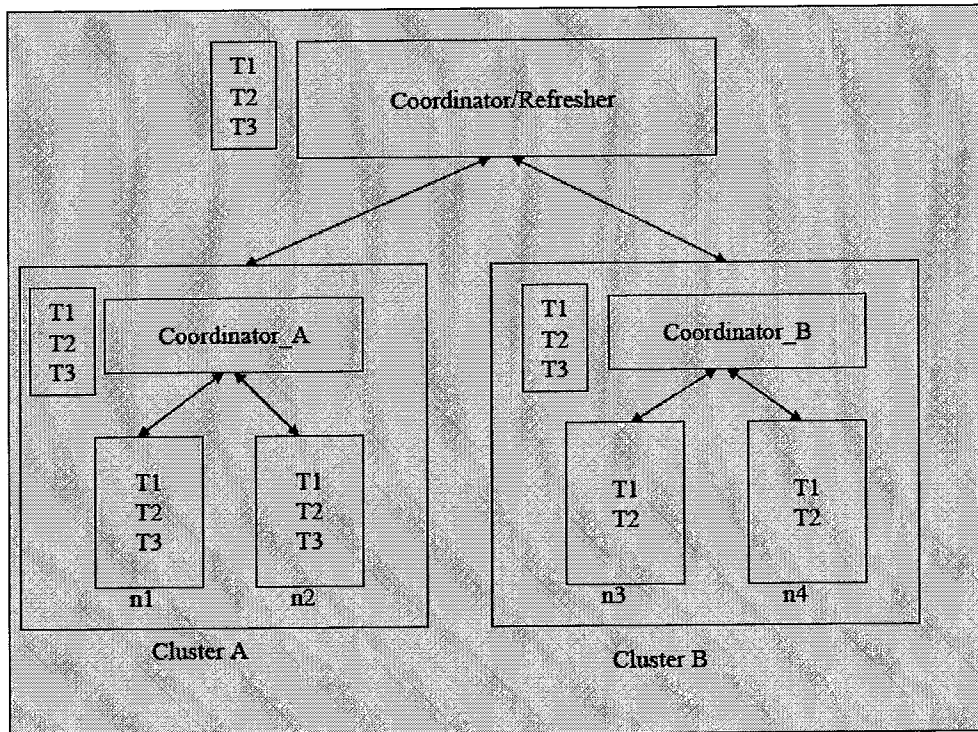 T1
T2
T3
Coordinator/Refresher
T1
T2
T3
Coordinator_A
T1
T2
T3
n1
T1
T2
T3
n2
Cluster A
T1
T2
T3
Coordinator_B
T1
T2
n3
T1
T2
n4
Cluster B